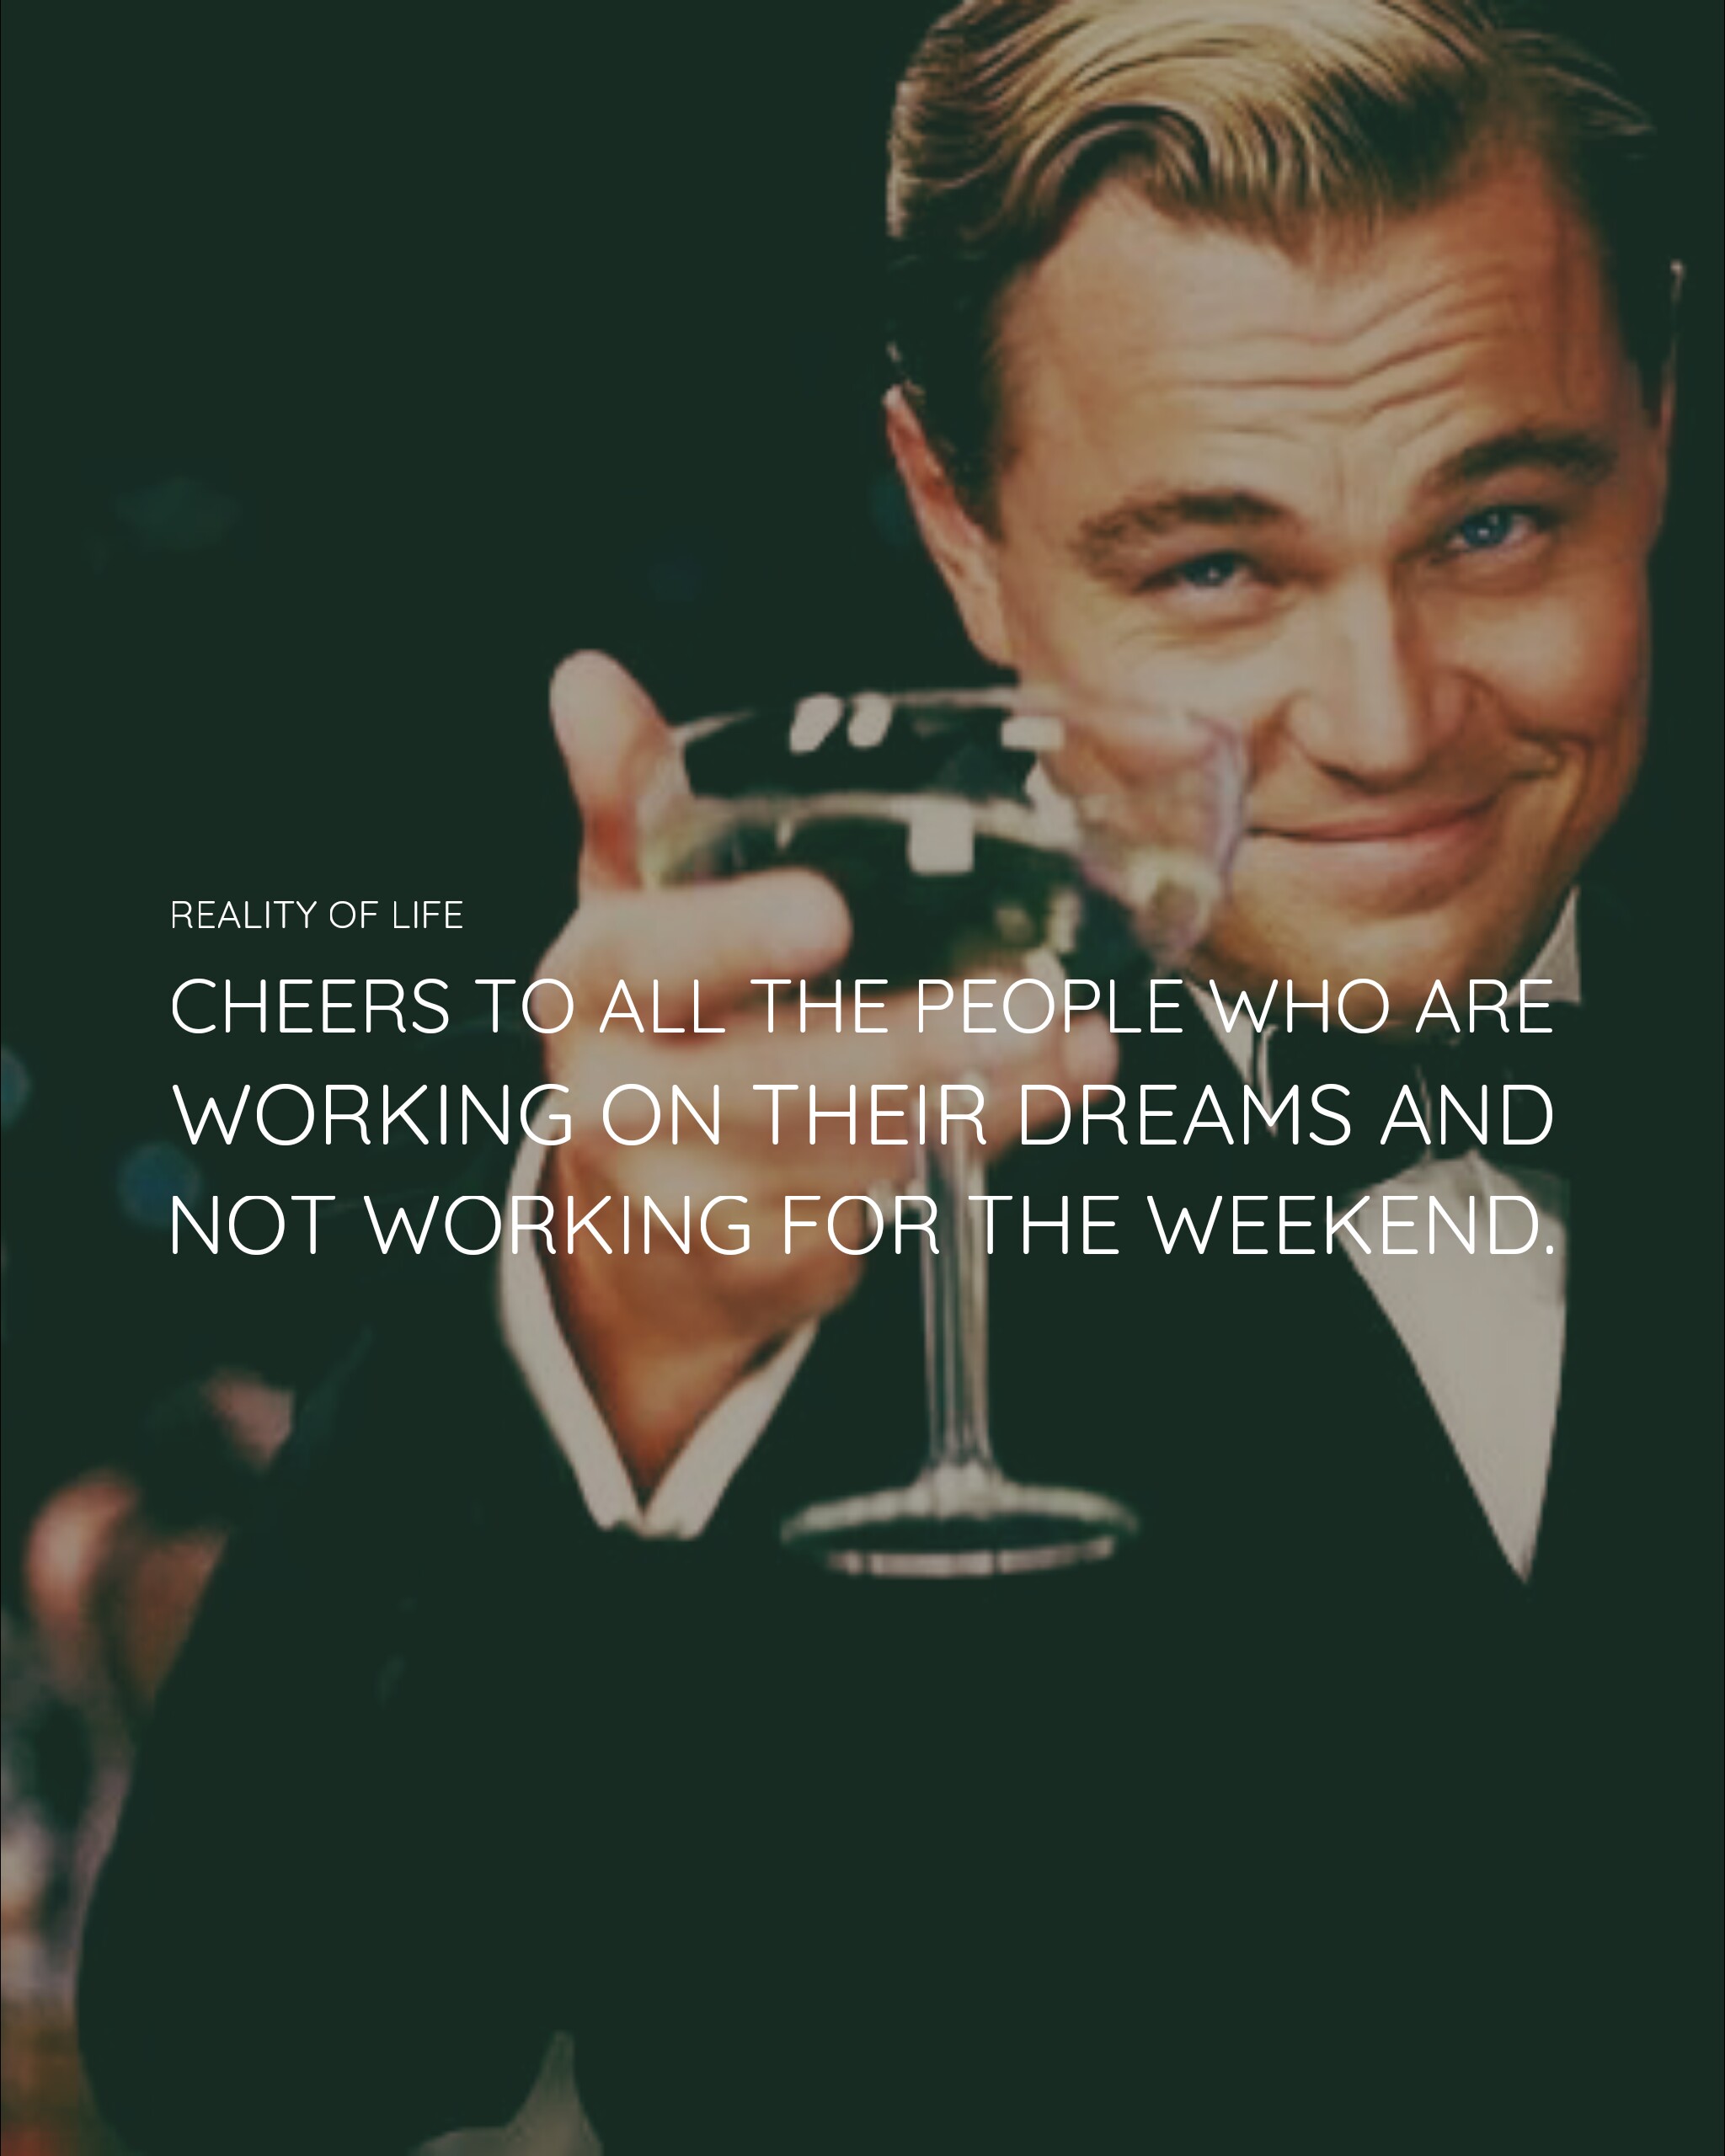 REALITY OF LIFE
CHEERS TO ALL THE PEOPLE WHO ARE
WORKING ON THEIR DREAMS AND
NOT WORKING FOR THE WEEKEND.